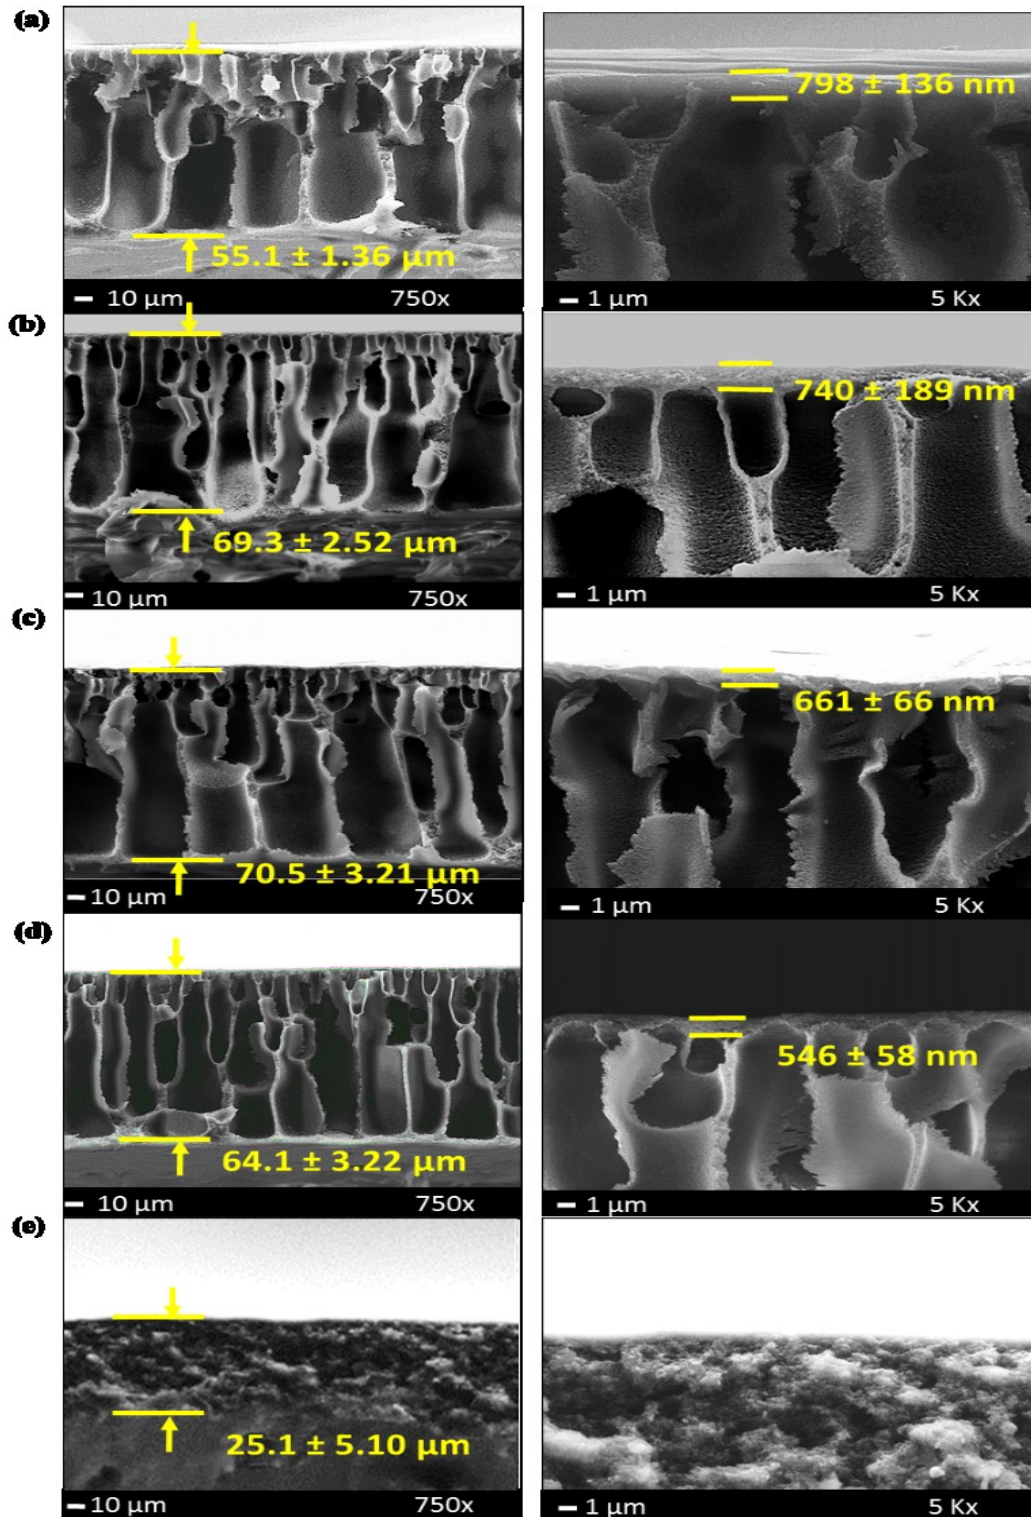 (a)
798 ± 136 nm
55.1 ± 1.36 µm
10 µm 750x
1 µm 5 Kx
(b)
740 ± 189 nm
69.3 ± 2.52 µm
10 µm 750x
1 µm 5 Kx
(c)
661 ± 66 nm
70.5 ± 3.21 µm
10 µm 750x
1 µm 5 Kx
(d)
546 ± 58 nm
64.1 ± 3.22 µm
10 µm 750x
1 µm 5 Kx
(e)
25.1 ± 5.10 µm
10 µm 750x
1 µm 5 Kx